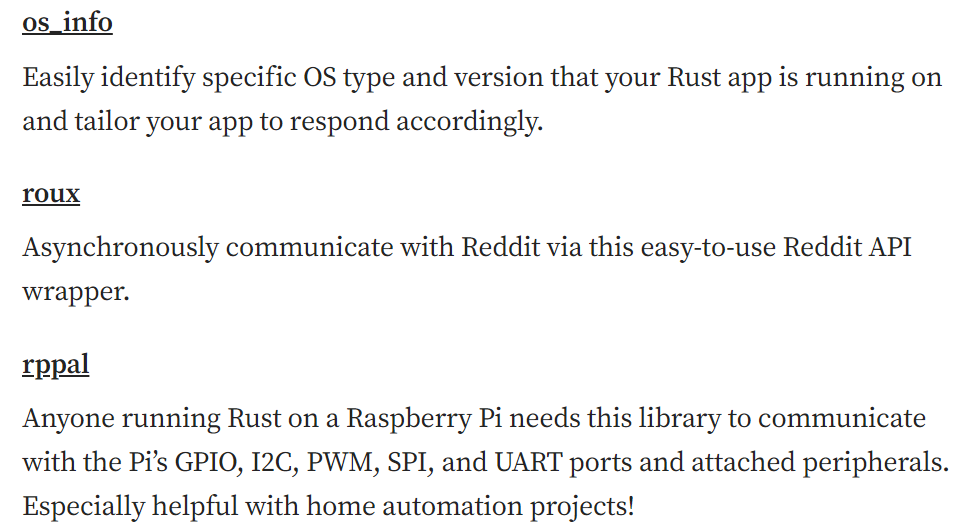 os_info
Easily identify specific OS type and version that your Rust app is running on
and tailor your app to respond accordingly.
roux
Asynchronously communicate with Reddit via this easy-to-use Reddit API
wrapper.
rppal
Anyone running Rust on a Raspberry Pi needs this library to communicate
with the Pi’s GPIO, I2C, PWM, SPI, and UART ports and attached peripherals.
Especially helpful with home automation projects!